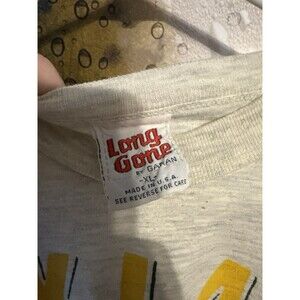 Long
Gone
BY GARAN
-XL-
MADE IN U.S.A.
SEE REVERSE FOR CARE